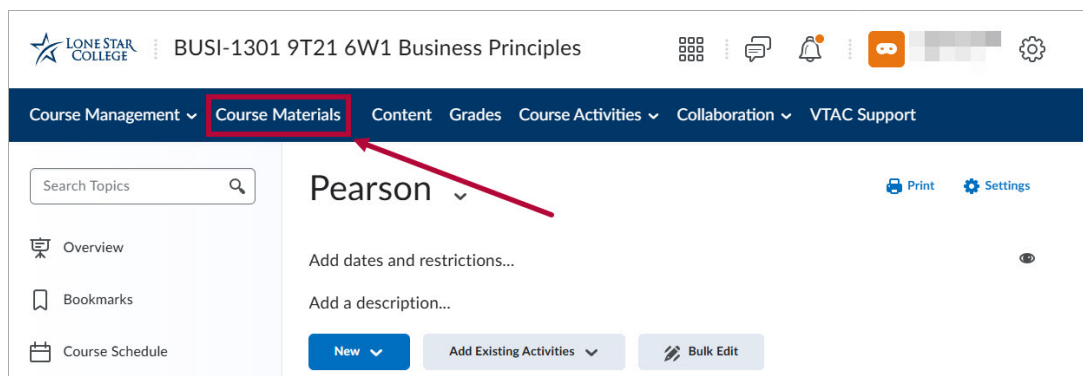 LONE STAR
COLLEGE
BUSI-1301 9T21 6W1 Business Principles
Course Management Course Materials Content Grades Course Activities Collaboration VTAC Support
Search Topics
Pearson
Print Settings
Overview
Add dates and restrictions...
Bookmarks
Add a description...
Course Schedule
New Add Existing Activities Bulk Edit